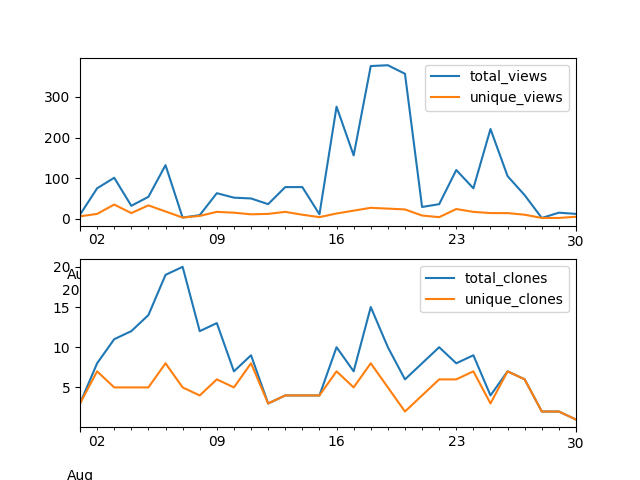 total_views
unique_views
300
200
100
0
02 09 16 23 30
Au
20
total_clones
unique_clones
20
15
10
5
02 09 16 23 30
Aug